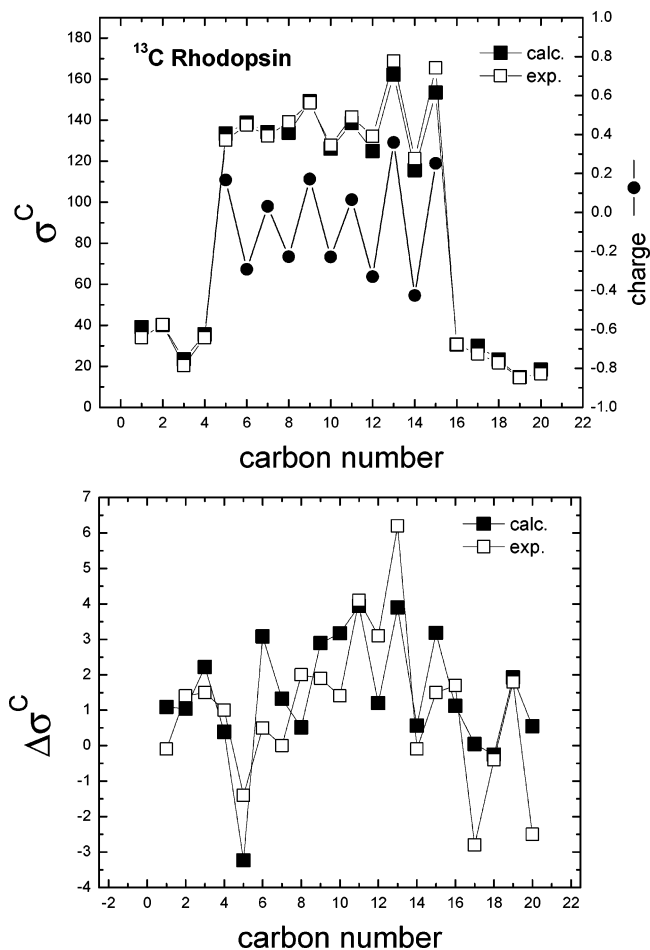 ¹³C Rhodopsin
calc.
exp.
180
160
140
120
100
80
60
40
20
0
σC
1.0
0.8
0.6
0.4
0.2
0.0
-0.2
-0.4
-0.6
-0.8
-1.0
charge
0 2 4 6 8 10 12 14 16 18 20 22
carbon number
calc.
exp.
7
6
5
4
3
2
1
0
-1
-2
-3
-4
ΔσC
-2 0 2 4 6 8 10 12 14 16 18 20 22
carbon number